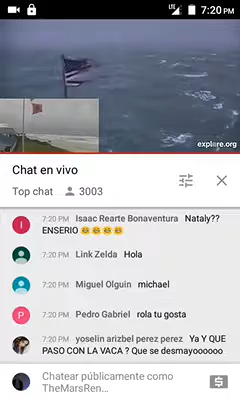 LTE 7:20 PM
explore.org
Chat en vivo
Top chat 3003
I 7:20 PM Isaac Rearte Bonaventura Nataly??
ENSERIO 😊😊😊😊
7:20 PM Link Zelda Hola
7:20 PM Miguel Olguin michael
P 7:20 PM Pedro Gabriel rola tu gosta
7:20 PM yoselin arizbel perez perez Ya Y QUE
PASO CON LA VACA ? Que se desmayoooooo
Chatear públicamente como
TheMarsRen...